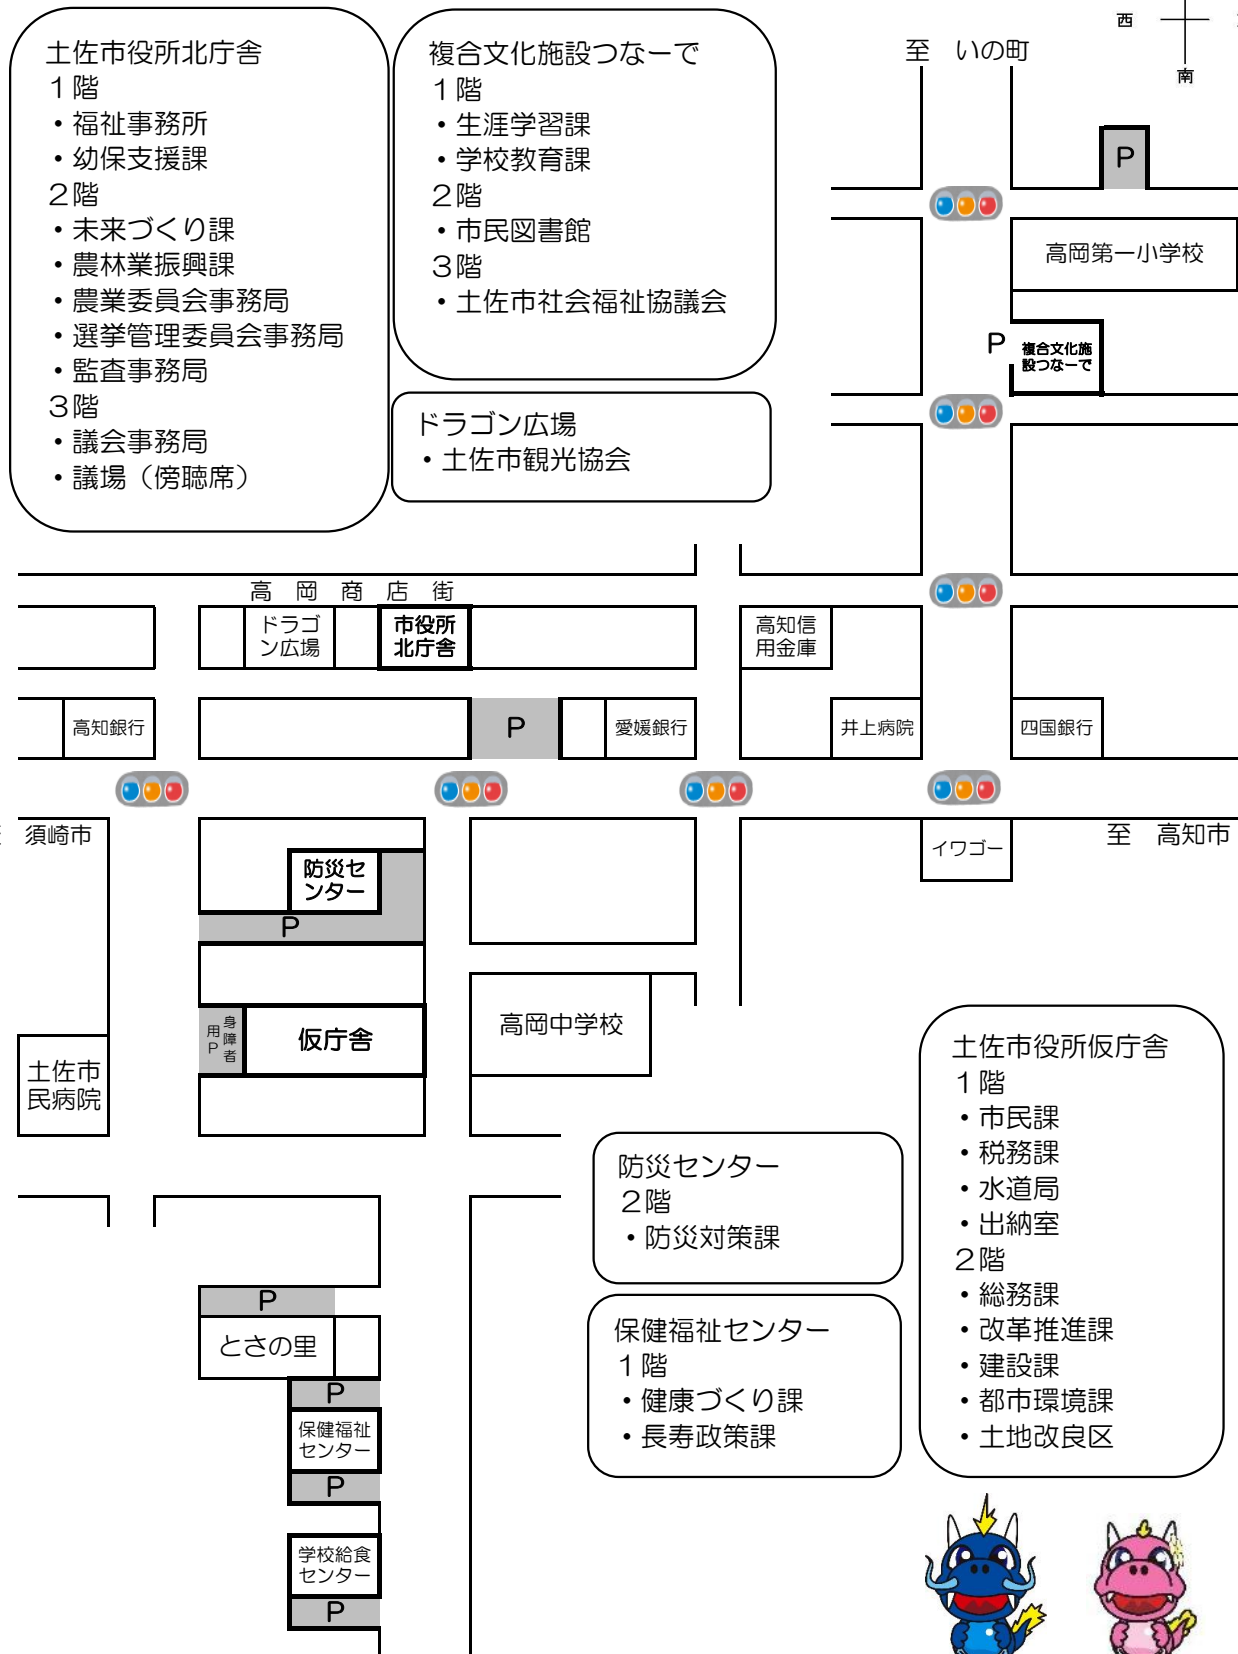 土佐市役所北庁舎
1階
・福祉事務所
・幼保支援課
2階
・未来づくり課
・農林業振興課
・農業委員会事務局
・選挙管理委員会事務局
・監査事務局
3階
・議会事務局
・議場（傍聴席）
複合文化施設つなーで
1階
・生涯学習課
・学校教育課
2階
・市民図書館
3階
・土佐市社会福祉協議会
ドラゴン広場
・土佐市観光協会
西
南
至　いの町
P
高岡第一小学校
P
複合文化施
設つなーで
高岡商店街
ドラゴ
ン広場
市役所
北庁舎
高知信
用金庫
高知銀行
P
愛媛銀行
井上病院
四国銀行
須崎市
イワゴー
至　高知市
防災セ
ンター
P
身障者
用P
仮庁舎
高岡中学校
土佐市
民病院
P
とさの里
P
保健福祉
センター
P
学校給食
センター
P
防災センター
2階
・防災対策課
保健福祉センター
1階
・健康づくり課
・長寿政策課
土佐市役所仮庁舎
1階
・市民課
・税務課
・水道局
・出納室
2階
・総務課
・改革推進課
・建設課
・都市環境課
・土地改良区